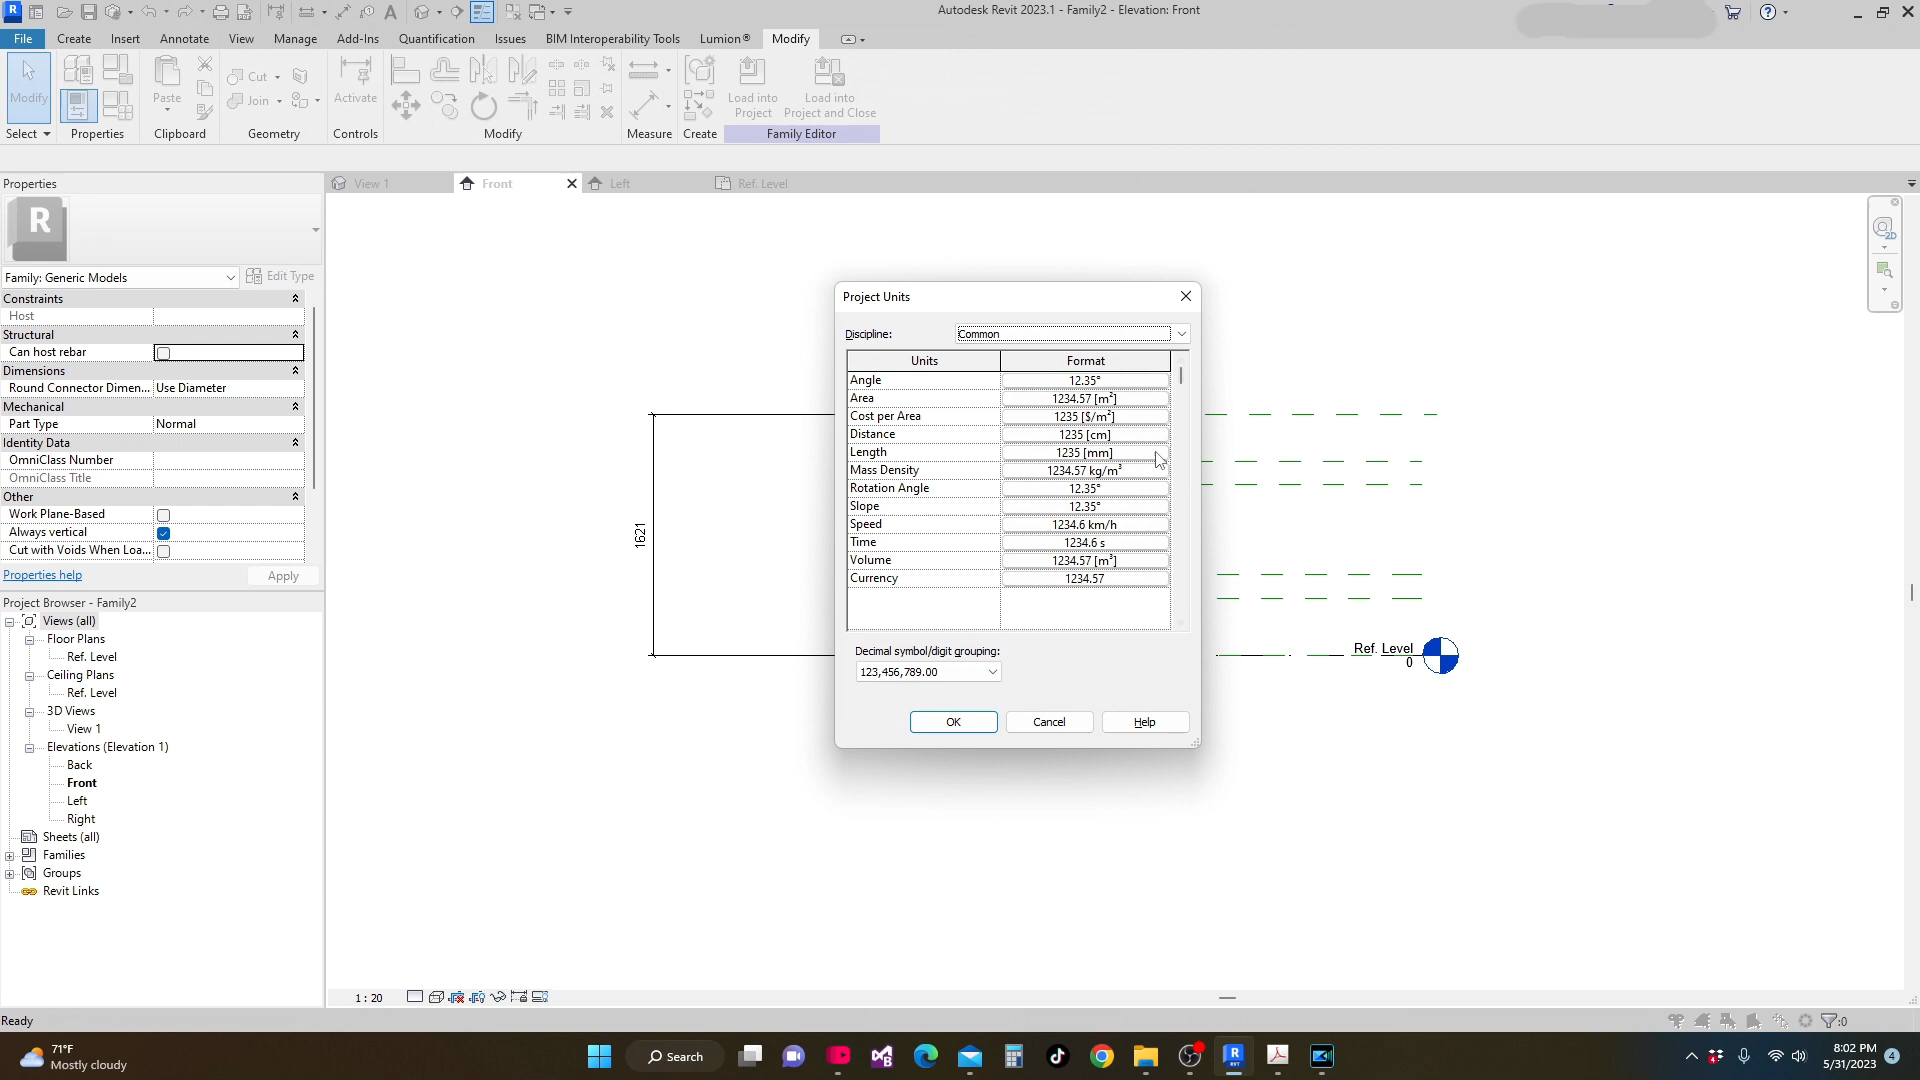 Autodesk Revit 2023.1 - Family2 - Elevation: Front
File Create Insert Annotate View Manage Add-Ins Quantification Issues BIM Interoperability Tools Lumion® Modify
Modify
Paste
Cut
Join
Activate
Load into
Project
Load into
Project and Close
Select Properties Clipboard Geometry Controls Modify Measure Create Family Editor
Properties
View 1 Front Left Ref. Level
R
Family: Generic Models Edit Type
Constraints
Host
Structural
Can host rebar
Dimensions
Round Connector Dimen... Use Diameter
Mechanical
Part Type Normal
Identity Data
OmniClass Number
OmniClass Title
Other
Work Plane-Based
Always vertical
Cut with Voids When Loa...
Properties help Apply
Project Browser - Family2
Views (all)
Floor Plans
Ref. Level
Ceiling Plans
Ref. Level
3D Views
View 1
Elevations (Elevation 1)
Back
Front
Left
Right
Sheets (all)
Families
Groups
Revit Links
1621
Ref. Level
0
2D
Project Units
Discipline: Common
Units Format
Angle 12.35°
Area 1234.57 [m²]
Cost per Area 1235 [$/m²]
Distance 1235 [cm]
Length 1235 [mm]
Mass Density 1234.57 kg/m³
Rotation Angle 12.35°
Slope 12.35°
Speed 1234.6 km/h
Time 1234.6 s
Volume 1234.57 [m³]
Currency 1234.57
Decimal symbol/digit grouping:
123,456,789.00
OK Cancel Help
1 : 20
Ready
:0
71°F
Mostly cloudy
Search
8:02 PM
5/31/2023
4